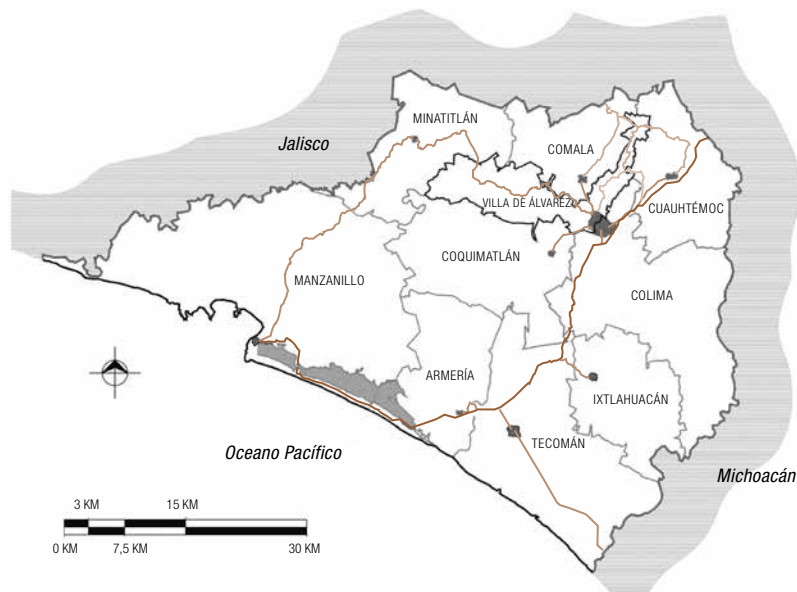 MINATITLÁN
Jalisco
COMALA
VILLA DE ÁLVAREZ
CUAUHTÉMOC
COQUIMATLÁN
MANZANILLO
COLIMA
ARMERÍA
IXTLAHUACÁN
TECOMÁN
Oceano Pacífico
Michoacán
3 KM 15 KM
0 KM 7,5 KM 30 KM